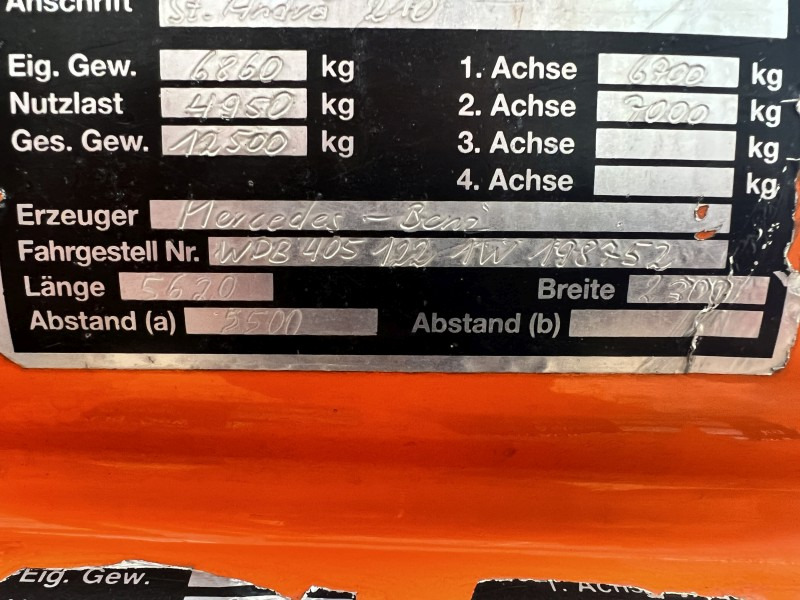 Anschrift St. Andrä 210
Eig. Gew. 6860 kg 1. Achse 6700 kg
Nutzlast 4950 kg 2. Achse 7000 kg
Ges. Gew. 12500 kg 3. Achse kg
4. Achse kg
Erzeuger Mercedes - Benz
Fahrgestell Nr. WDB 405 122 1W 198752
Länge 5620 Breite 2300
Abstand (a) 3500 Abstand (b)
Eig. Gew. 1. Achse